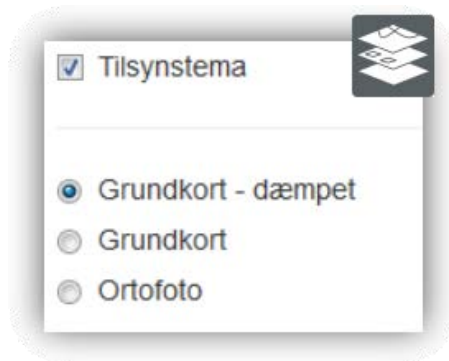 Tilsynstema
Grundkort - dæmpet
Grundkort
Ortofoto